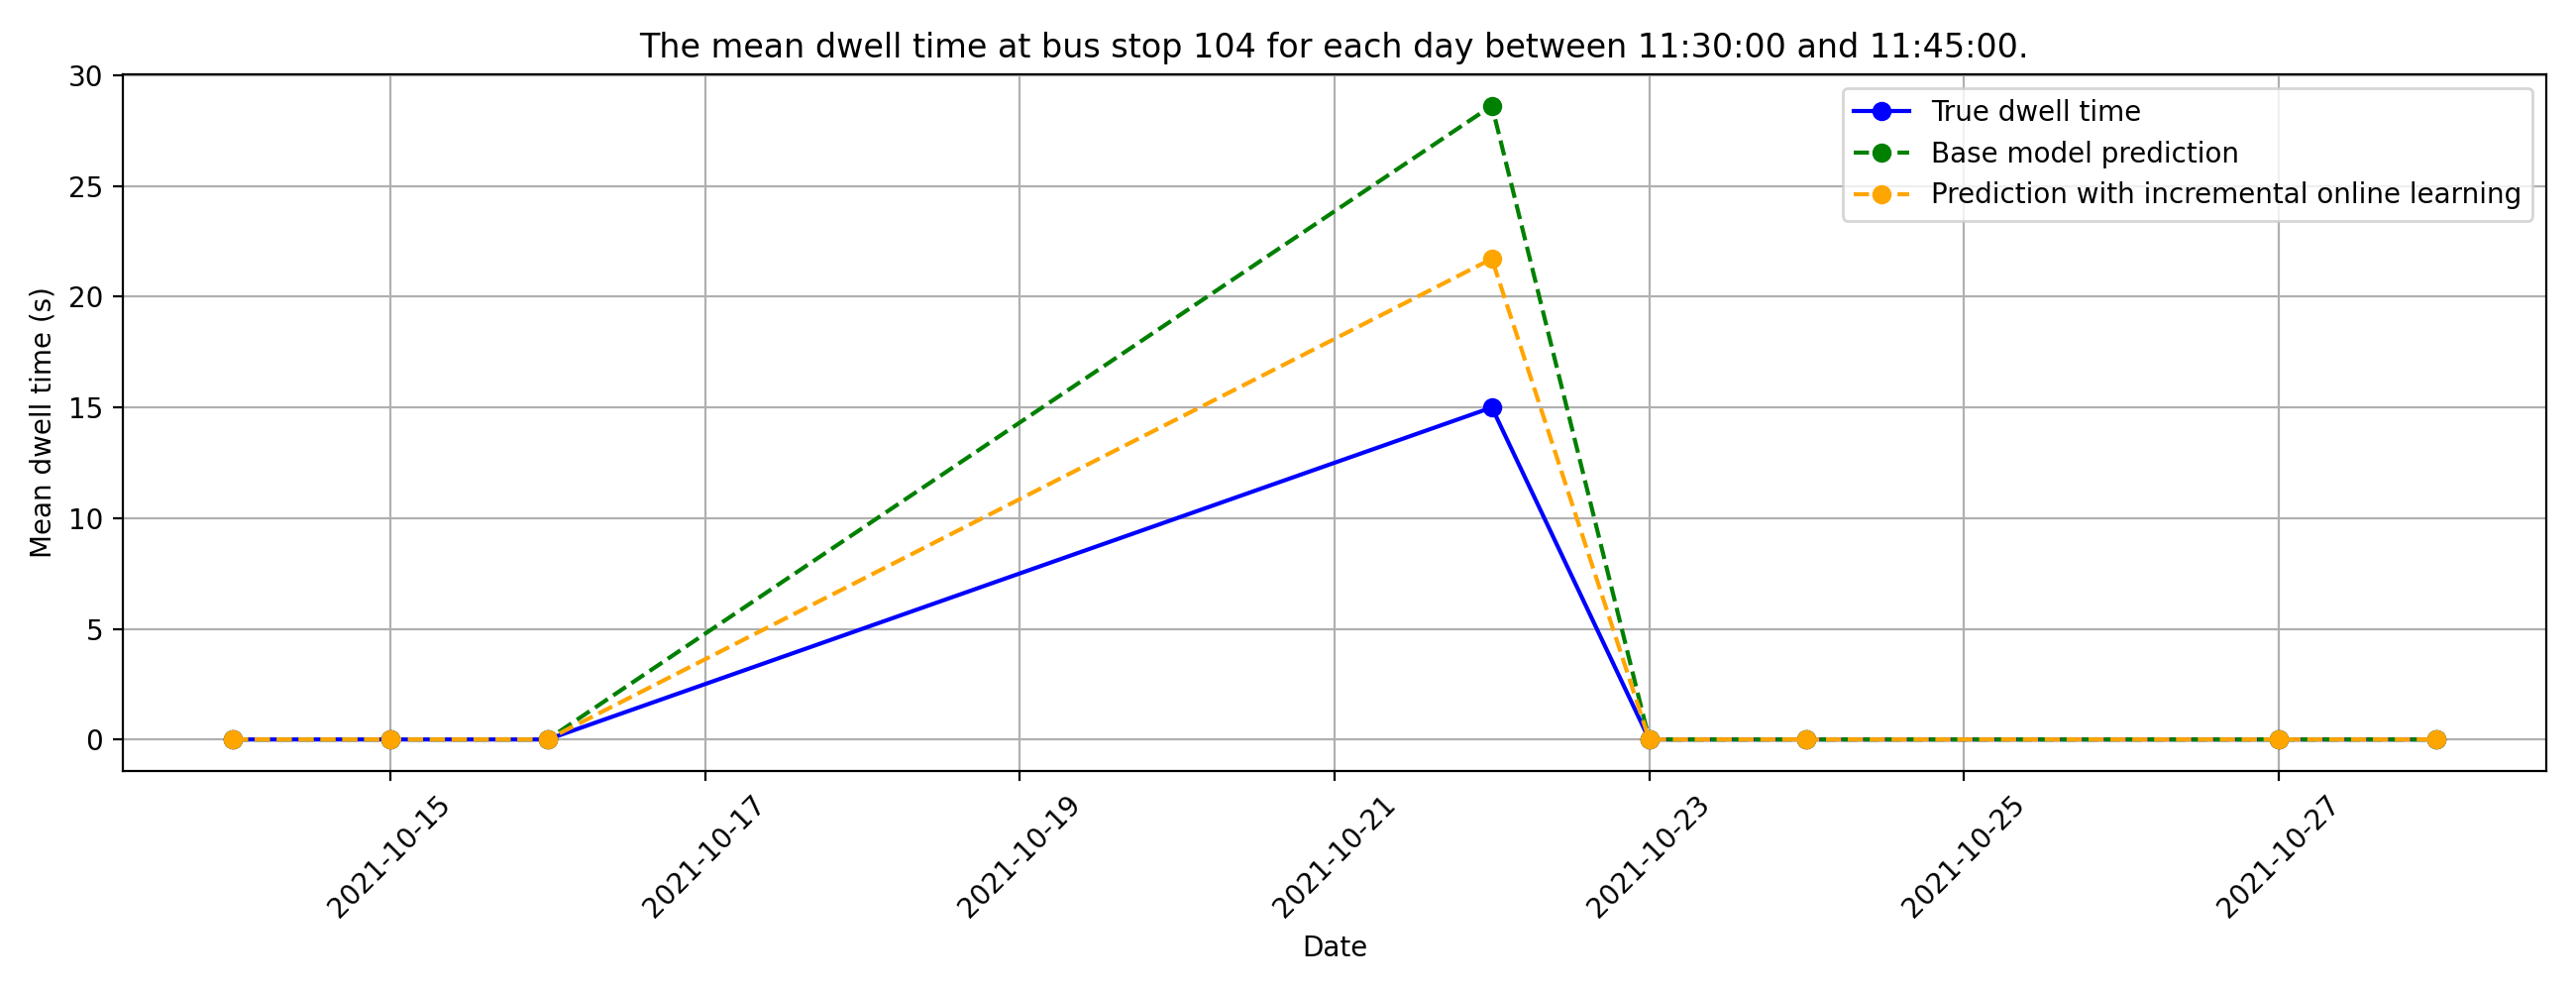 The mean dwell time at bus stop 104 for each day between 11:30:00 and 11:45:00.
30
25
20
15
10
5
0
Mean dwell time (s)
True dwell time
Base model prediction
Prediction with incremental online learning
2021-10-15
2021-10-17
2021-10-19
2021-10-21
2021-10-23
2021-10-25
2021-10-27
Date